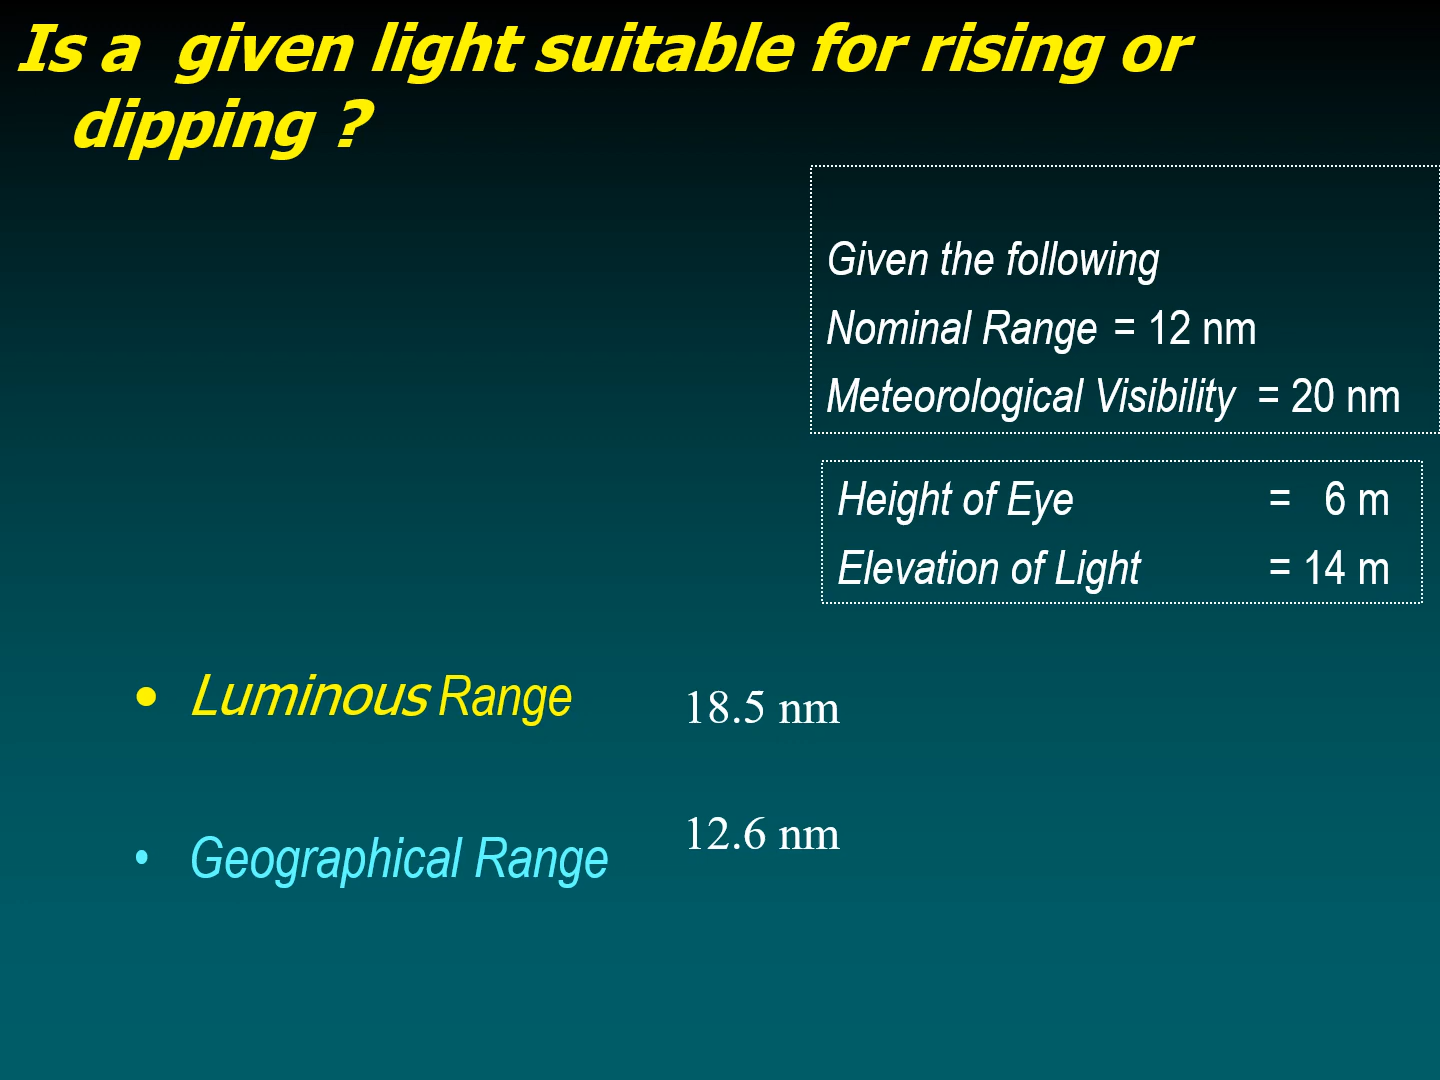 Is a given light suitable for rising or
dipping ?
Given the following
Nominal Range = 12 nm
Meteorological Visibility = 20 nm
Height of Eye = 6 m
Elevation of Light = 14 m
• Luminous Range 18.5 nm
• Geographical Range 12.6 nm